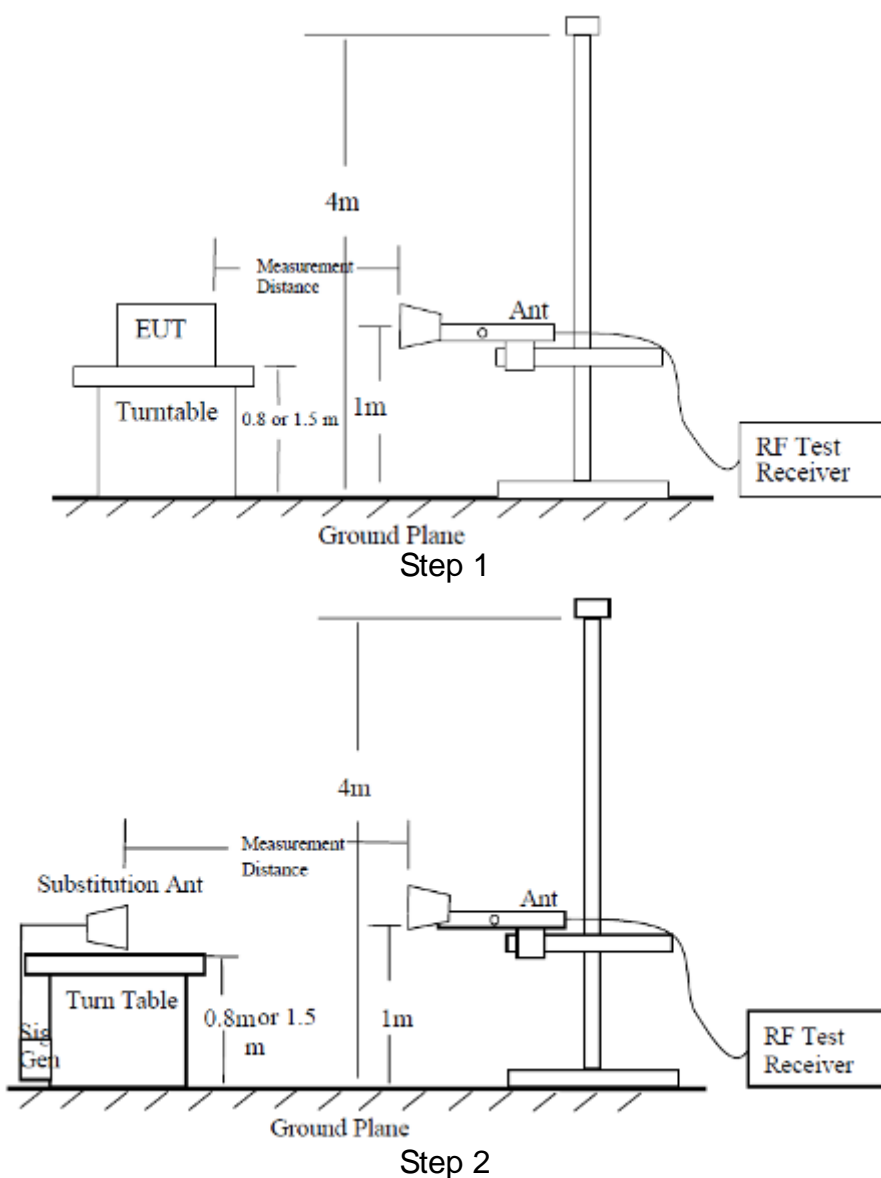 4m
Measurement
Distance
Ant
EUT
Turntable
0.8 or 1.5 m
1m
RF Test
Receiver
Ground Plane
Step 1
4m
Measurement
Distance
Substitution Ant
Ant
Turn Table
0.8m or 1.5
m
1m
Sig
Gen
RF Test
Receiver
Ground Plane
Step 2